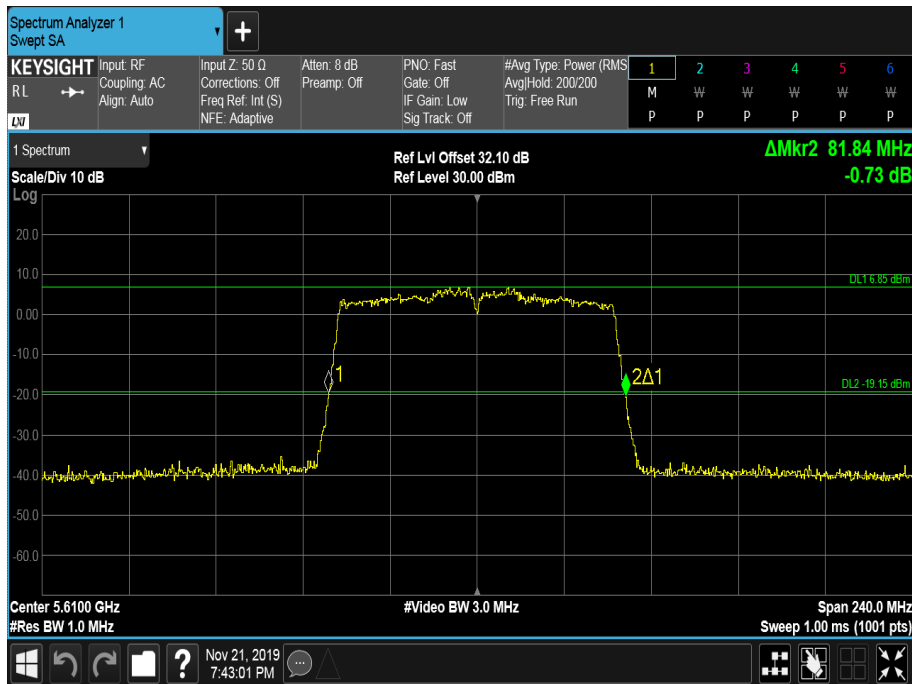 Spectrum Analyzer 1
Swept SA
KEYSIGHT
RL
LXI
Input: RF
Coupling: AC
Align: Auto
Input Z: 50 Ω
Corrections: Off
Freq Ref: Int (S)
NFE: Adaptive
Atten: 8 dB
Preamp: Off
PNO: Fast
Gate: Off
IF Gain: Low
Sig Track: Off
#Avg Type: Power (RMS
Avg|Hold: 200/200
Trig: Free Run
1 2 3 4 5 6
M W W W W W
P P P P P P
1 Spectrum
Scale/Div 10 dB
Ref Lvl Offset 32.10 dB
Ref Level 30.00 dBm
ΔMkr2 81.84 MHz
-0.73 dB
Log
20.0
10.0
DL1 6.85 dBm
0.00
-10.0
1
2Δ1
DL2 -19.15 dBm
-20.0
-30.0
-40.0
-50.0
-60.0
Center 5.6100 GHz
#Video BW 3.0 MHz
Span 240.0 MHz
#Res BW 1.0 MHz
Sweep 1.00 ms (1001 pts)
?
Nov 21, 2019
7:43:01 PM